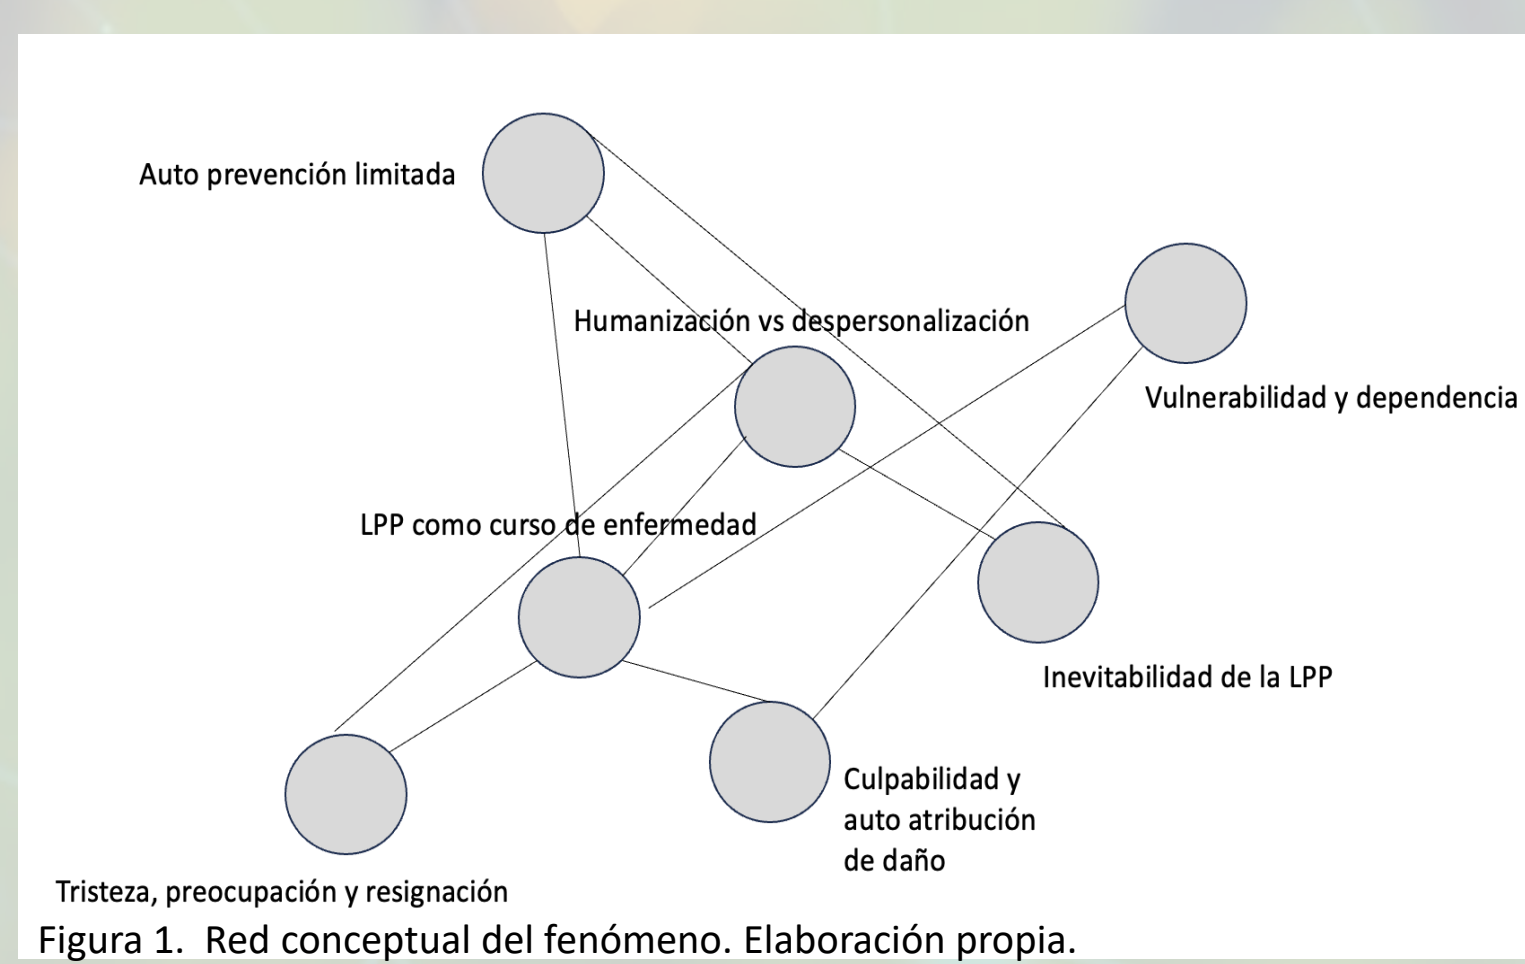 Auto prevención limitada
Humanización vs despersonalización
Vulnerabilidad y dependencia
LPP como curso de enfermedad
Inevitabilidad de la LPP
Culpabilidad y
auto atribución
de daño
Tristeza, preocupación y resignación
Figura 1.  Red conceptual del fenómeno. Elaboración propia.